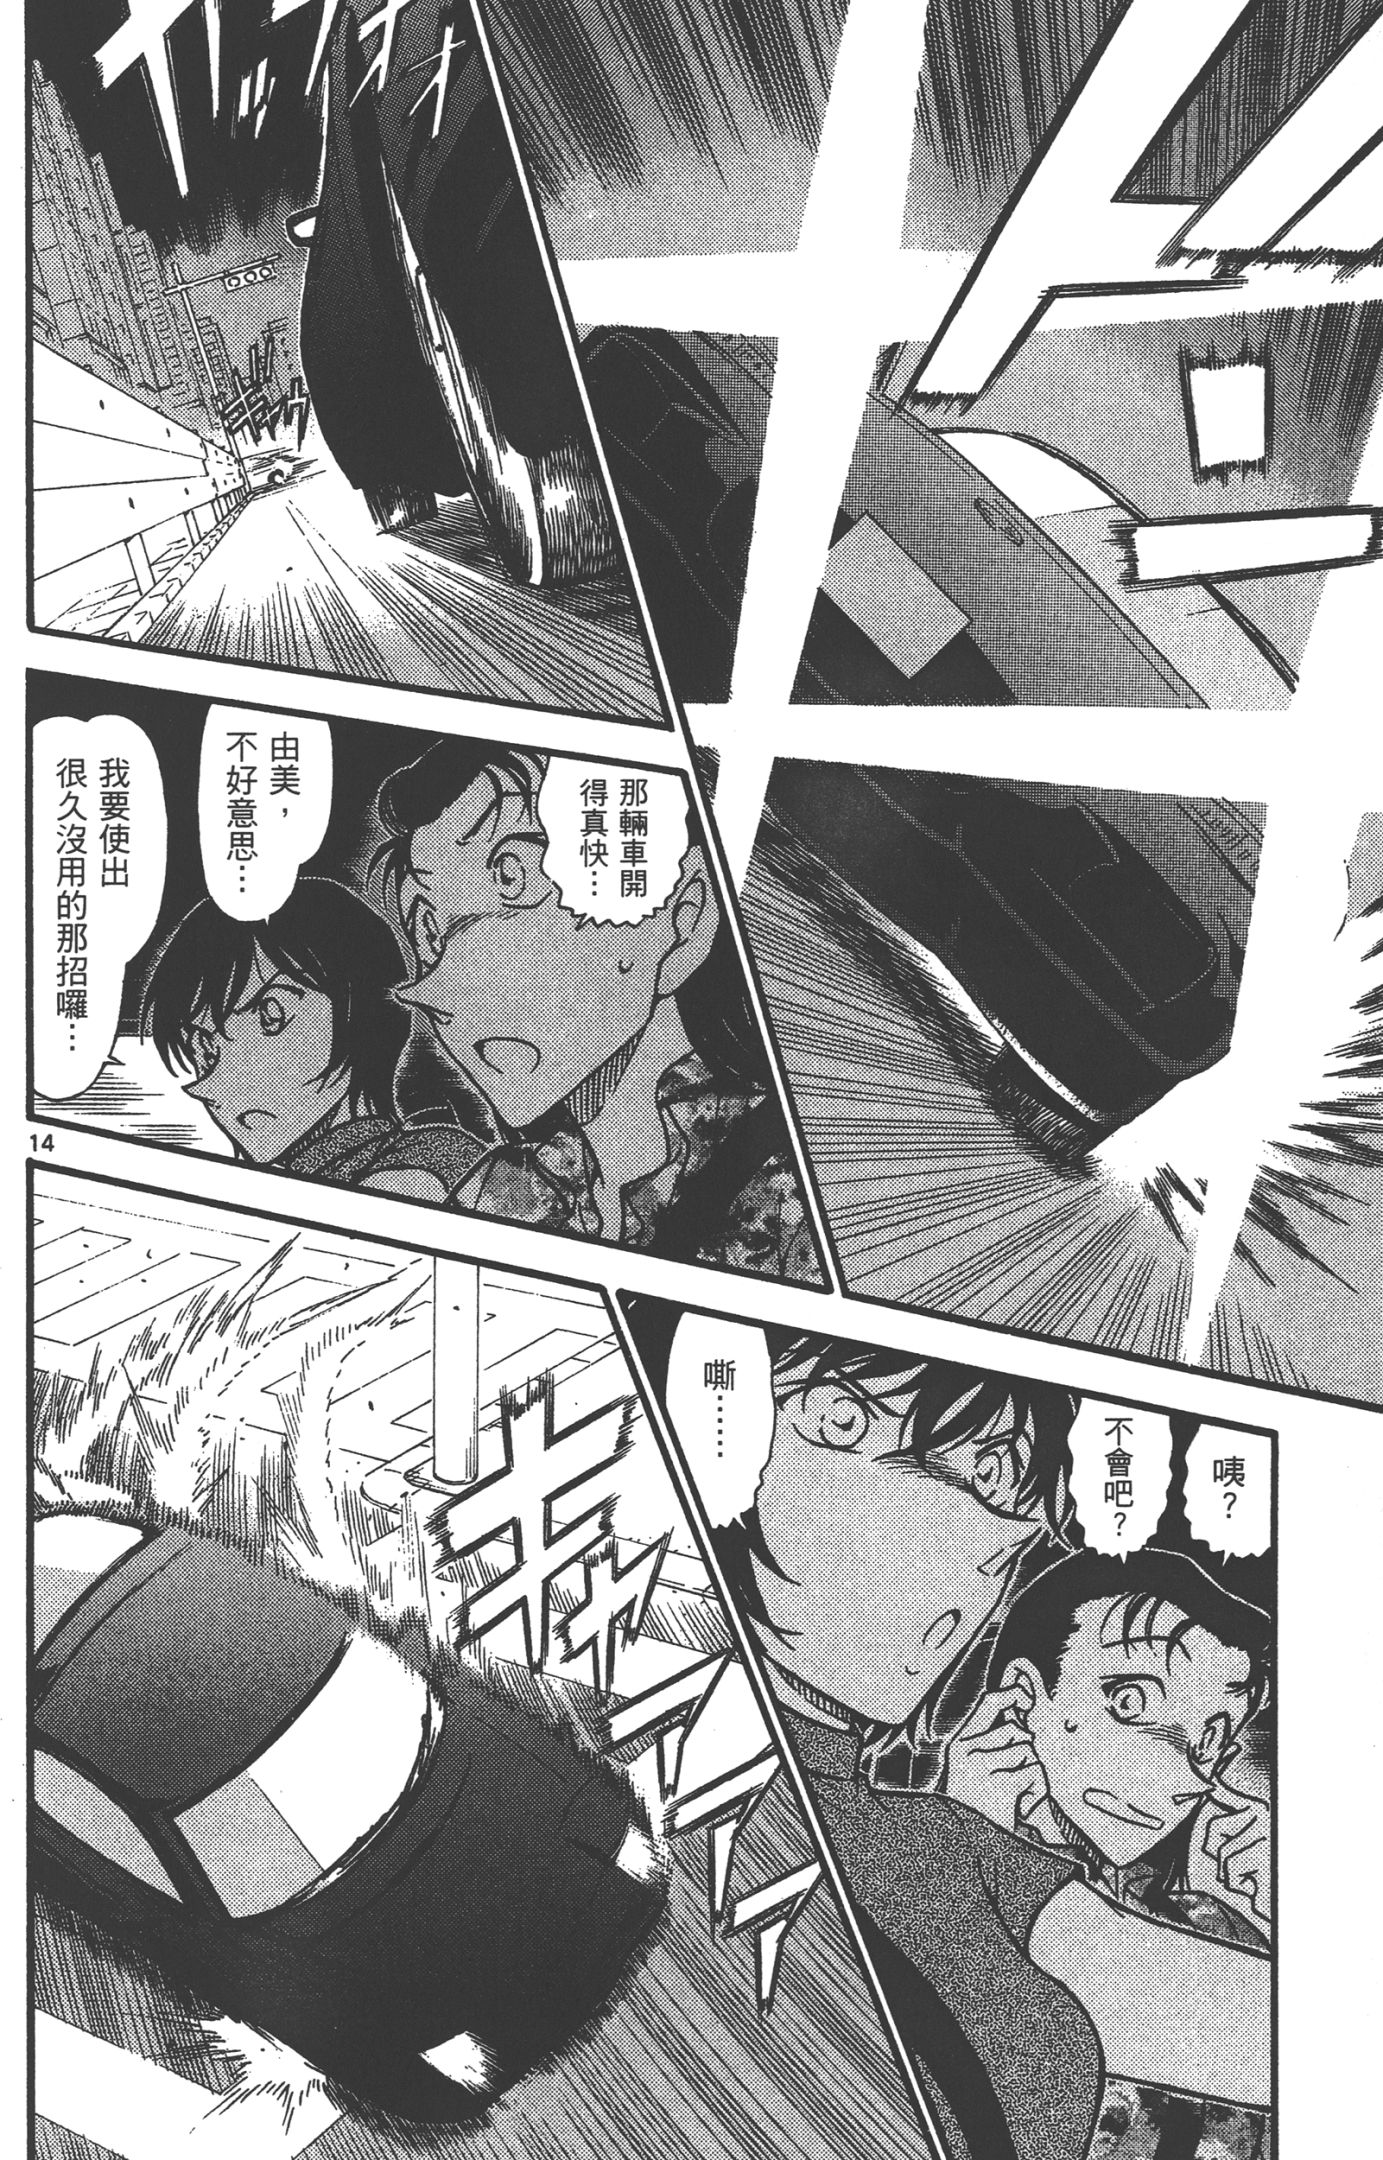 那輛車開
得真快…
由美，
不好意思…
我要使出
很久沒用的那招囉…
14
咦？
不會吧？
嘶……